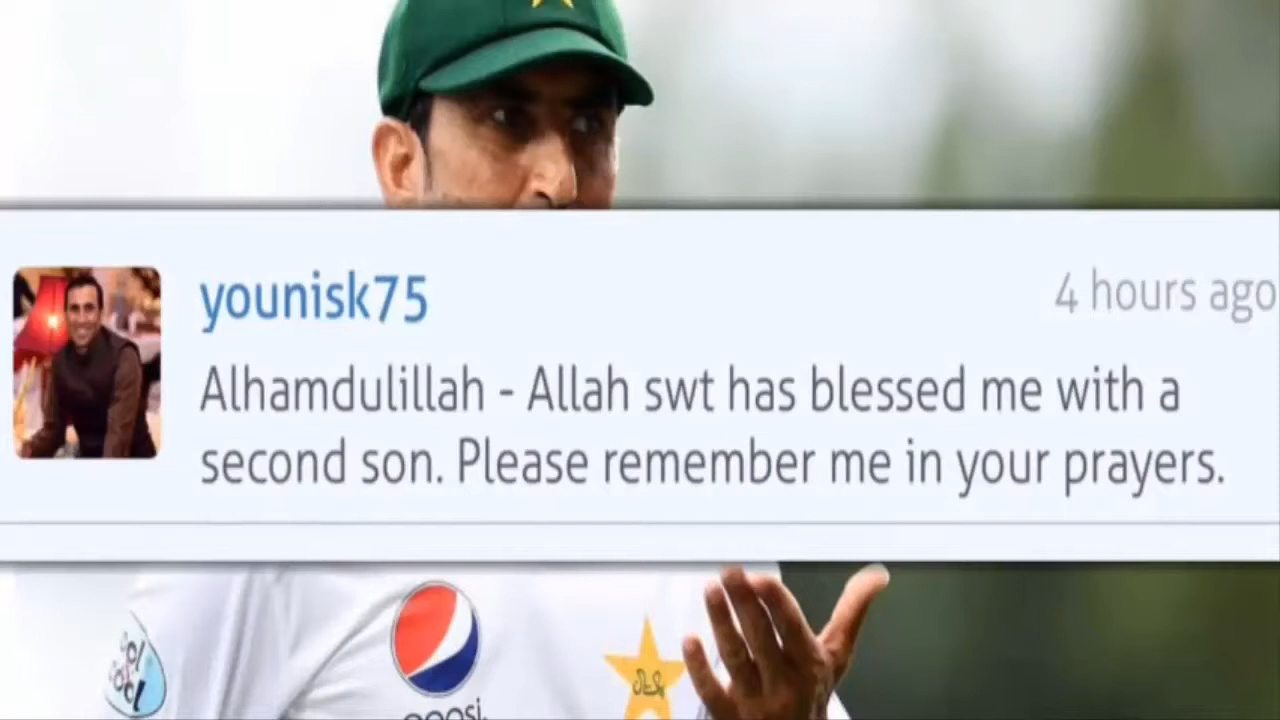 younisk75
4 hours ago
Alhamdulillah - Allah swt has blessed me with a
second son. Please remember me in your prayers.
pepsi.